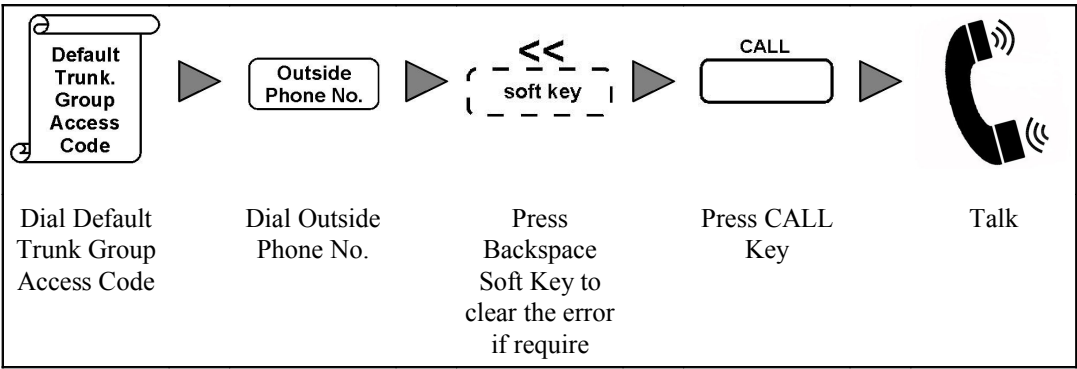 Default
Trunk.
Group
Access
Code
Outside
Phone No.
<<
soft key
CALL
Dial Default
Trunk Group
Access Code
Dial Outside
Phone No.
Press
Backspace
Soft Key to
clear the error
if require
Press CALL
Key
Talk